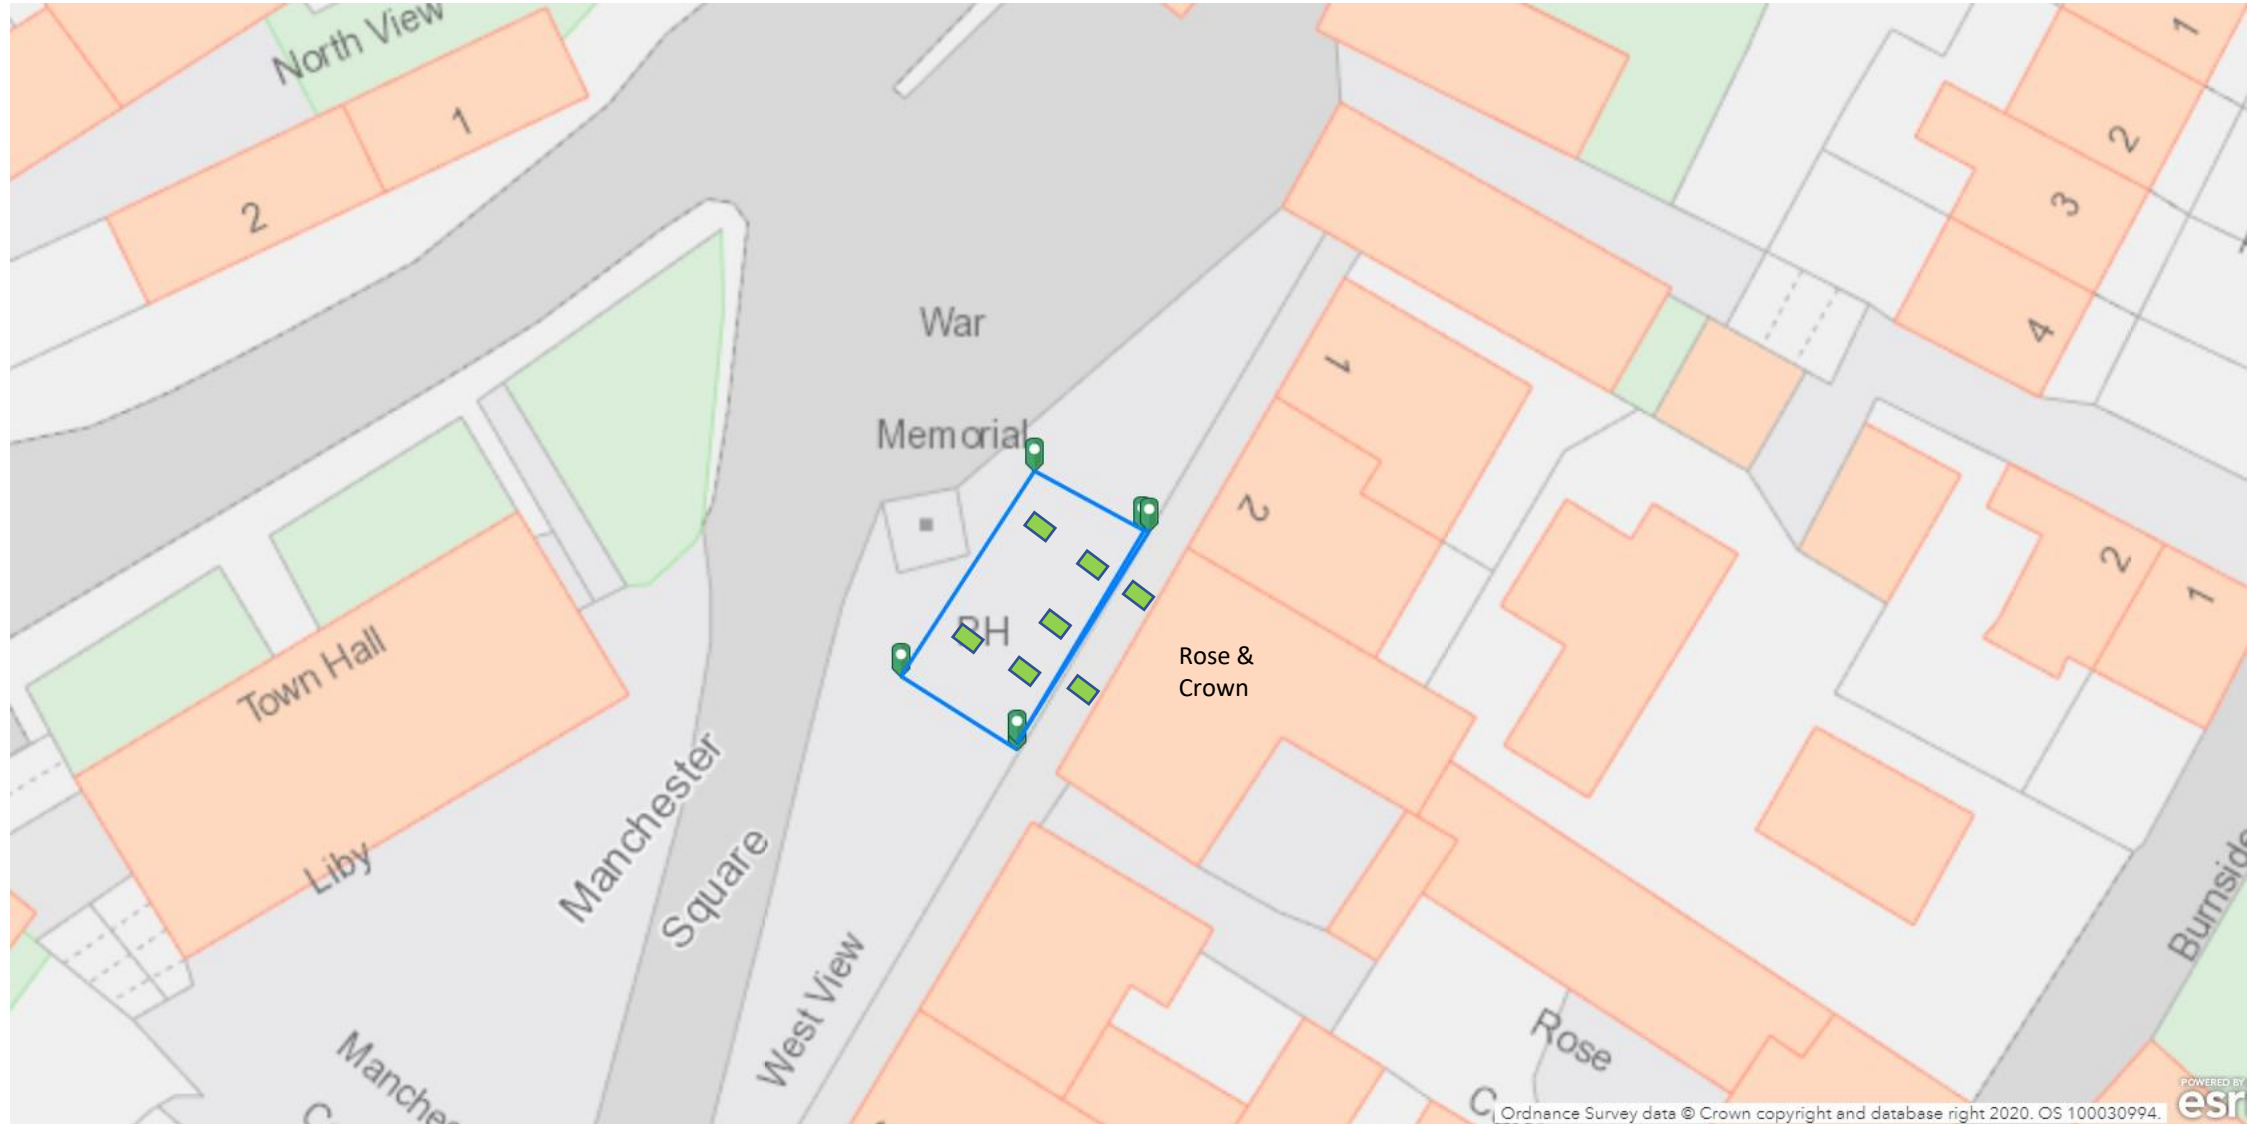 North View
1
2
War
Memorial
PH
Town Hall
Liby
Manchester
Square
West View
1
2
Rose &
Crown
1
2
3
4
2
1
Burnside
Rose
POWERED BY
esri
Ordnance Survey data © Crown copyright and database right 2020. OS 100030994.